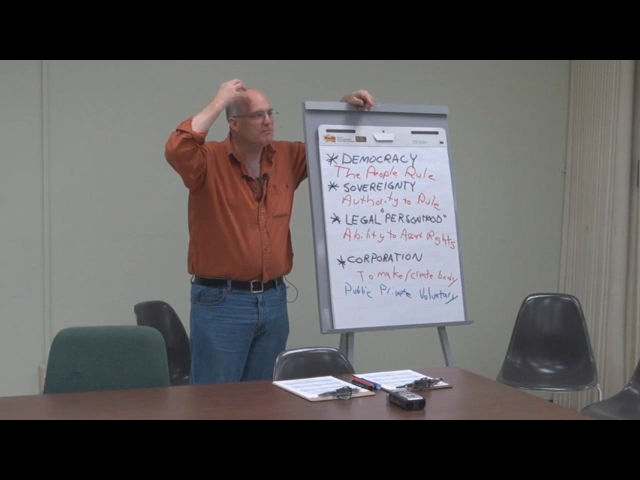 * DEMOCRACY
The People Rule
* SOVEREIGNTY
Authority to Rule
* LEGAL "PERSONHOOD"
Ability to Assert Rights
* CORPORATION
To make/create body
Public Private Voluntary